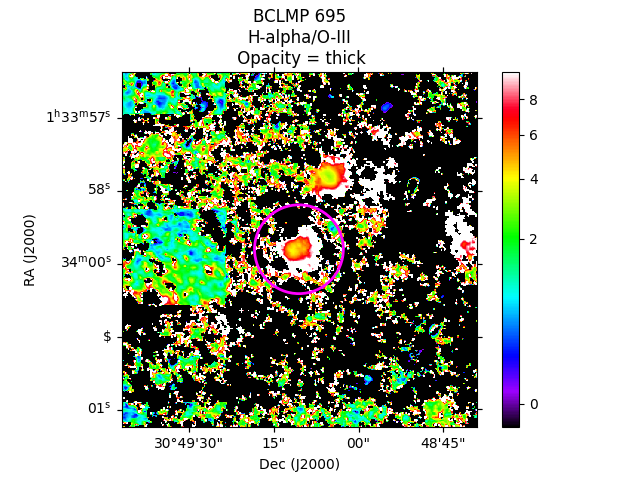 BCLMP 695
H-alpha/O-III
Opacity = thick
1ʰ33ᵐ57ˢ
58ˢ
34ᵐ00ˢ
$
01ˢ
RA (J2000)
30°49'30" 15" 00" 48'45"
Dec (J2000)
8
6
4
2
0